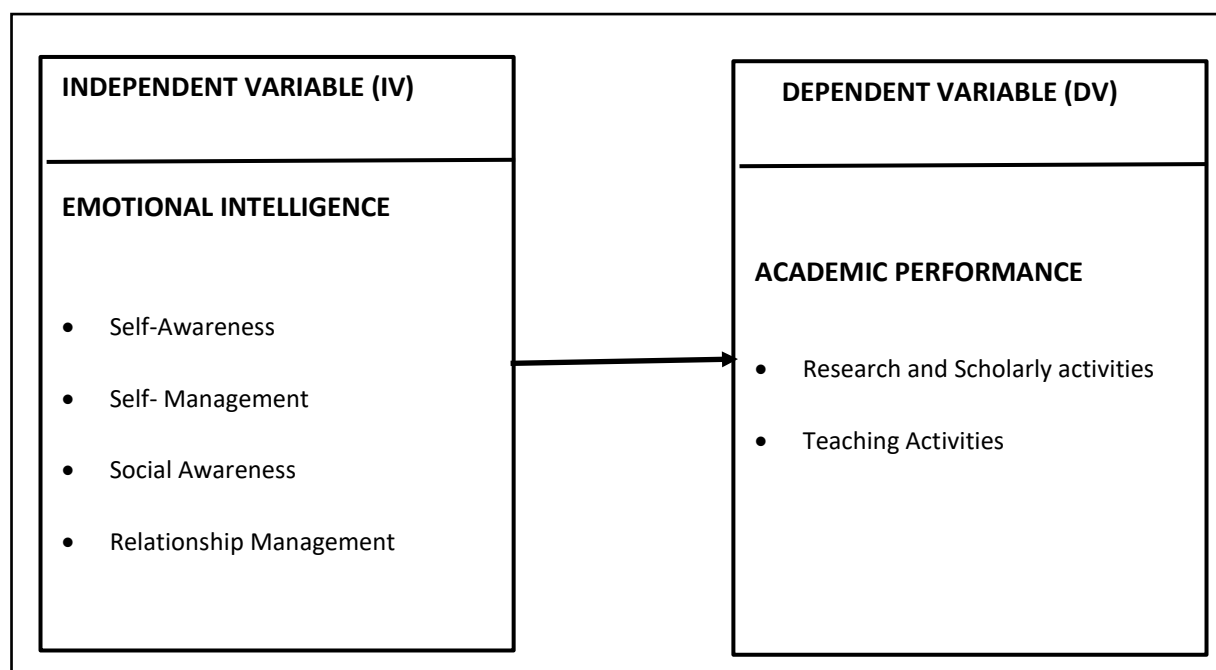 INDEPENDENT VARIABLE (IV)
EMOTIONAL INTELLIGENCE
• Self-Awareness
• Self- Management
• Social Awareness
• Relationship Management
DEPENDENT VARIABLE (DV)
ACADEMIC PERFORMANCE
• Research and Scholarly activities
• Teaching Activities